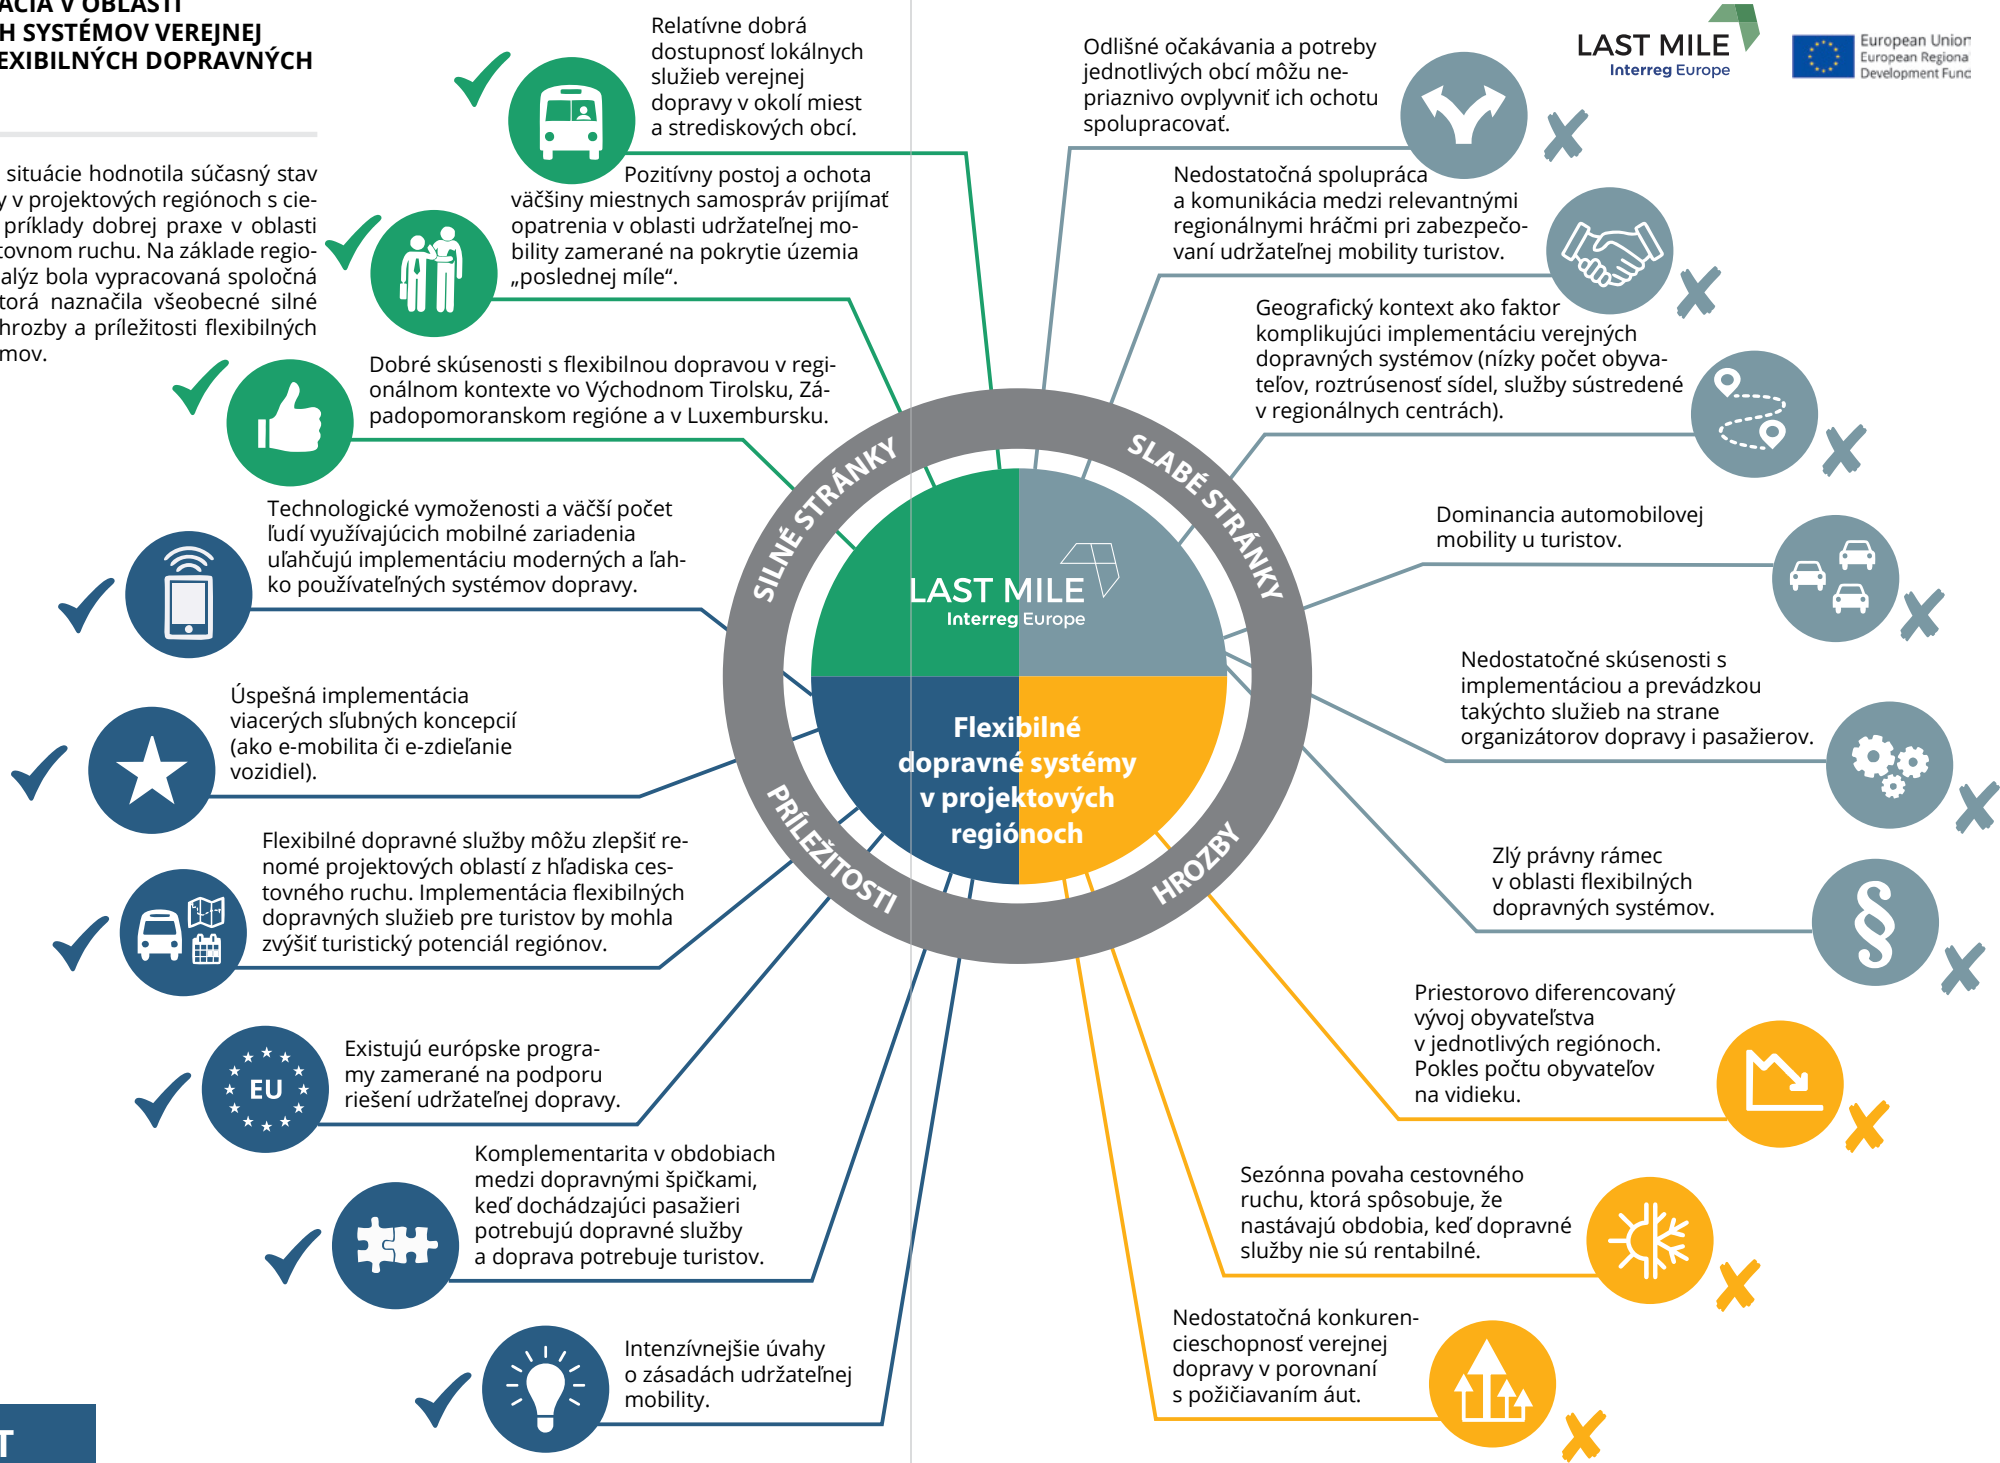 SYSTÉMOV VEREJNEJ
DOPRAVNÝCH
situácie hodnotila súčasný stav
v projektových regiónoch s cie-
príklady dobrej praxe v oblasti
ruchu. Na základe regio-
bola vypracovaná spoločná
naznačila všeobecné silné
hrozby a príležitosti flexibilných
Relatívne dobrá
dostupnosť lokálnych
služieb verejnej
dopravy v okolí miest
a strediskových obcí.
Pozitívny postoj a ochota
väčšiny miestnych samospráv prijímať
opatrenia v oblasti udržateľnej mo-
bility zamerané na pokrytie územia
„poslednej míle“.
Dobré skúsenosti s flexibilnou dopravou v regi-
onálnom kontexte vo Východnom Tirolsku, Zá-
padopomoranskom regióne a v Luxembursku.
Technologické vymoženosti a väčší počet
ľudí využívajúcich mobilné zariadenia
uľahčujú implementáciu moderných a ľah-
ko používateľných systémov dopravy.
Úspešná implementácia
viacerých sľubných koncepcií
(ako e-mobilita či e-zdieľanie
vozidiel).
Flexibilné dopravné služby môžu zlepšiť re-
nomé projektových oblastí z hľadiska ces-
tovného ruchu. Implementácia flexibilných
dopravných služieb pre turistov by mohla
zvýšiť turistický potenciál regiónov.
EU
Existujú európske progra-
my zamerané na podporu
riešení udržateľnej dopravy.
Komplementarita v obdobiach
medzi dopravnými špičkami,
keď dochádzajúci pasažieri
potrebujú dopravné služby
a doprava potrebuje turistov.
Intenzívnejšie úvahy
o zásadách udržateľnej
mobility.
SILNÉ STRÁNKY
SLABÉ STRÁNKY
PRÍLEŽITOSTI
HROZBY
LAST MILE
Interreg Europe
Flexibilné
dopravné systémy
v projektových
regiónoch
LAST MILE
Interreg Europe
European Union
European Regional
Development Fund
Odlišné očakávania a potreby
jednotlivých obcí môžu ne-
priaznivo ovplyvniť ich ochotu
spolupracovať.
Nedostatočná spolupráca
a komunikácia medzi relevantnými
regionálnymi hráčmi pri zabezpečo-
vaní udržateľnej mobility turistov.
Geografický kontext ako faktor
komplikujúci implementáciu verejných
dopravných systémov (nízky počet obyva-
teľov, roztrúsenosť sídel, služby sústredené
v regionálnych centrách).
Dominancia automobilovej
mobility u turistov.
Nedostatočné skúsenosti s
implementáciou a prevádzkou
takýchto služieb na strane
organizátorov dopravy i pasažierov.
Zlý právny rámec
v oblasti flexibilných
dopravných systémov.
Priestorovo diferencovaný
vývoj obyvateľstva
v jednotlivých regiónoch.
Pokles počtu obyvateľov
na vidieku.
Sezónna povaha cestovného
ruchu, ktorá spôsobuje, že
nastávajú obdobia, keď dopravné
služby nie sú rentabilné.
Nedostatočná konkuren-
cieschopnosť verejnej
dopravy v porovnaní
s požičiavaním áut.